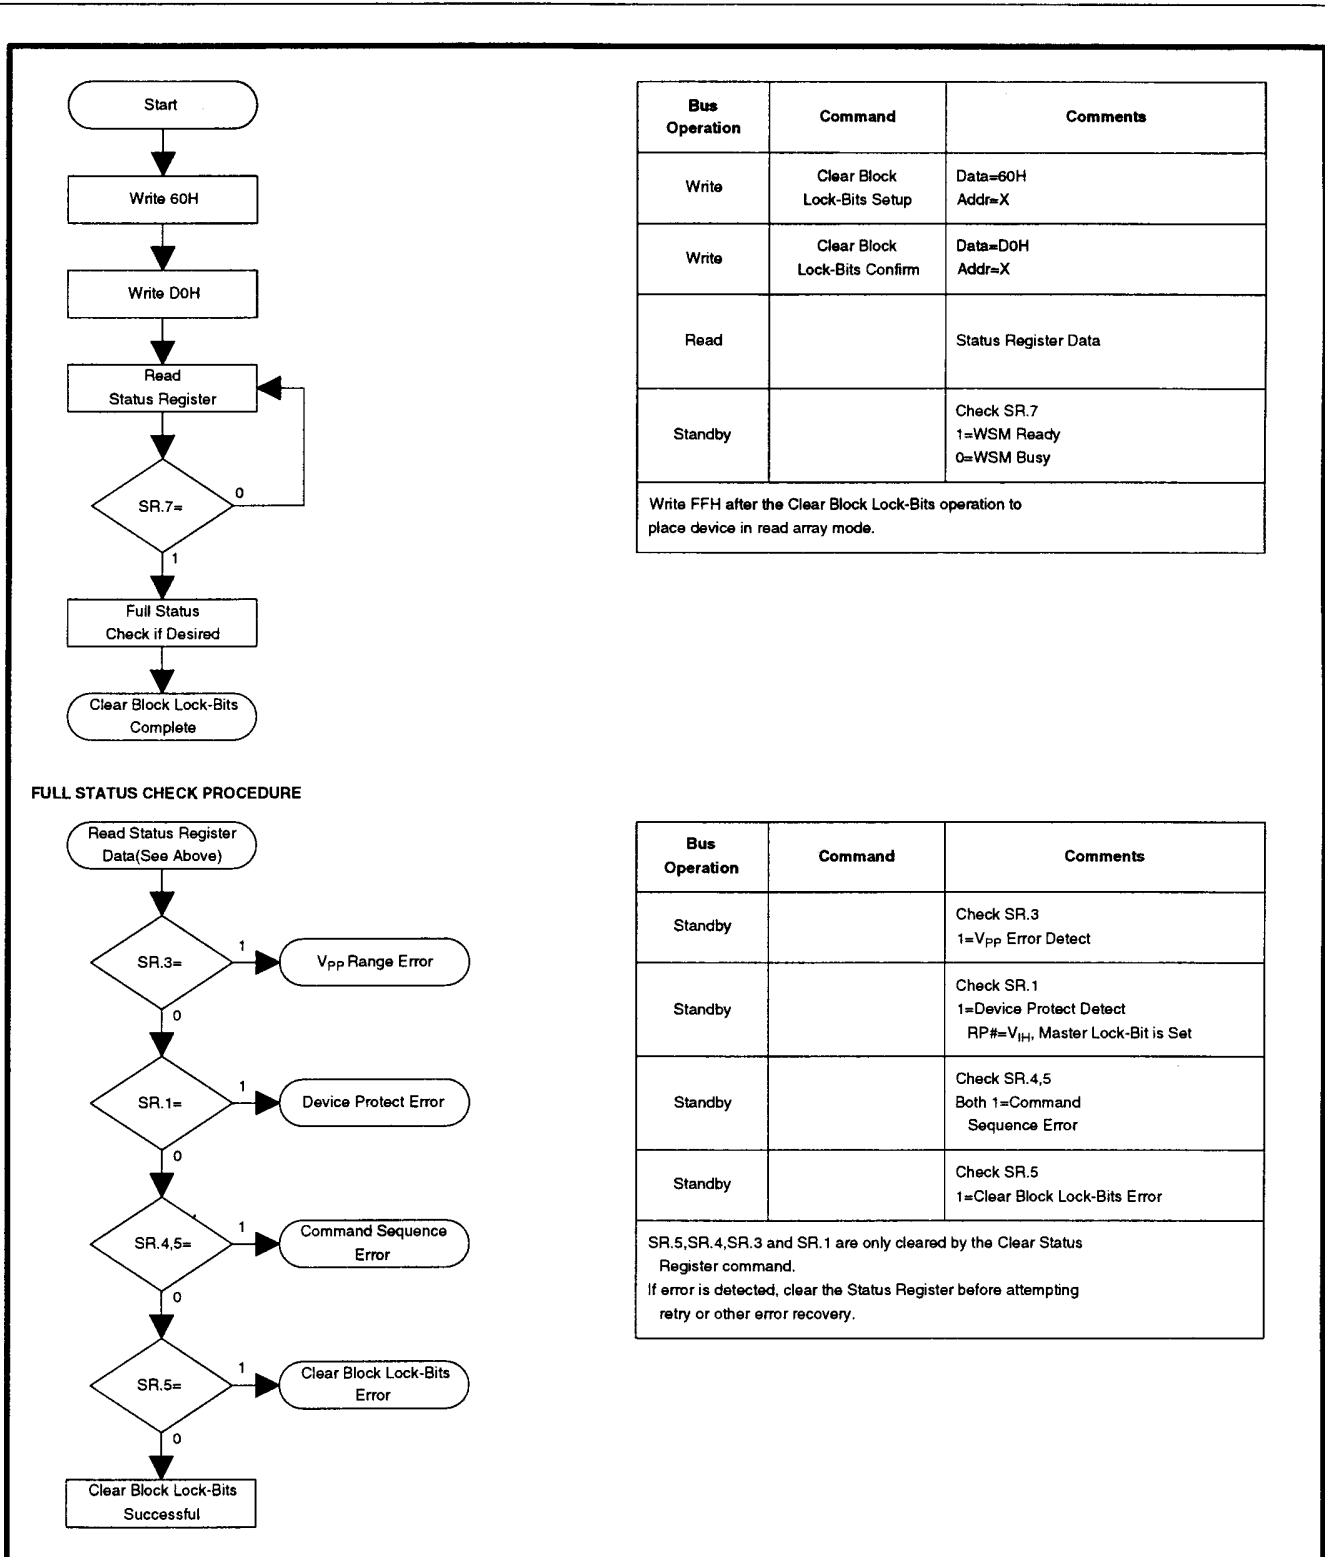 Start
Write 60H
Write D0H
Read
Status Register
SR.7=
0
1
Full Status
Check if Desired
Clear Block Lock-Bits
Complete
Bus
Operation
Command
Comments
Write
Clear Block
Lock-Bits Setup
Data=60H
Addr=X
Write
Clear Block
Lock-Bits Confirm
Data=D0H
Addr=X
Read
Status Register Data
Standby
Check SR.7
1=WSM Ready
0=WSM Busy
Write FFH after the Clear Block Lock-Bits operation to
place device in read array mode.
FULL STATUS CHECK PROCEDURE
Read Status Register
Data(See Above)
SR.3=
1
VPP Range Error
0
SR.1=
1
Device Protect Error
0
SR.4,5=
1
Command Sequence
Error
0
SR.5=
1
Clear Block Lock-Bits
Error
0
Clear Block Lock-Bits
Successful
Bus
Operation
Command
Comments
Standby
Check SR.3
1=VPP Error Detect
Standby
Check SR.1
1=Device Protect Detect
RP#=VIH, Master Lock-Bit is Set
Standby
Check SR.4,5
Both 1=Command
Sequence Error
Standby
Check SR.5
1=Clear Block Lock-Bits Error
SR.5,SR.4,SR.3 and SR.1 are only cleared by the Clear Status
Register command.
If error is detected, clear the Status Register before attempting
retry or other error recovery.